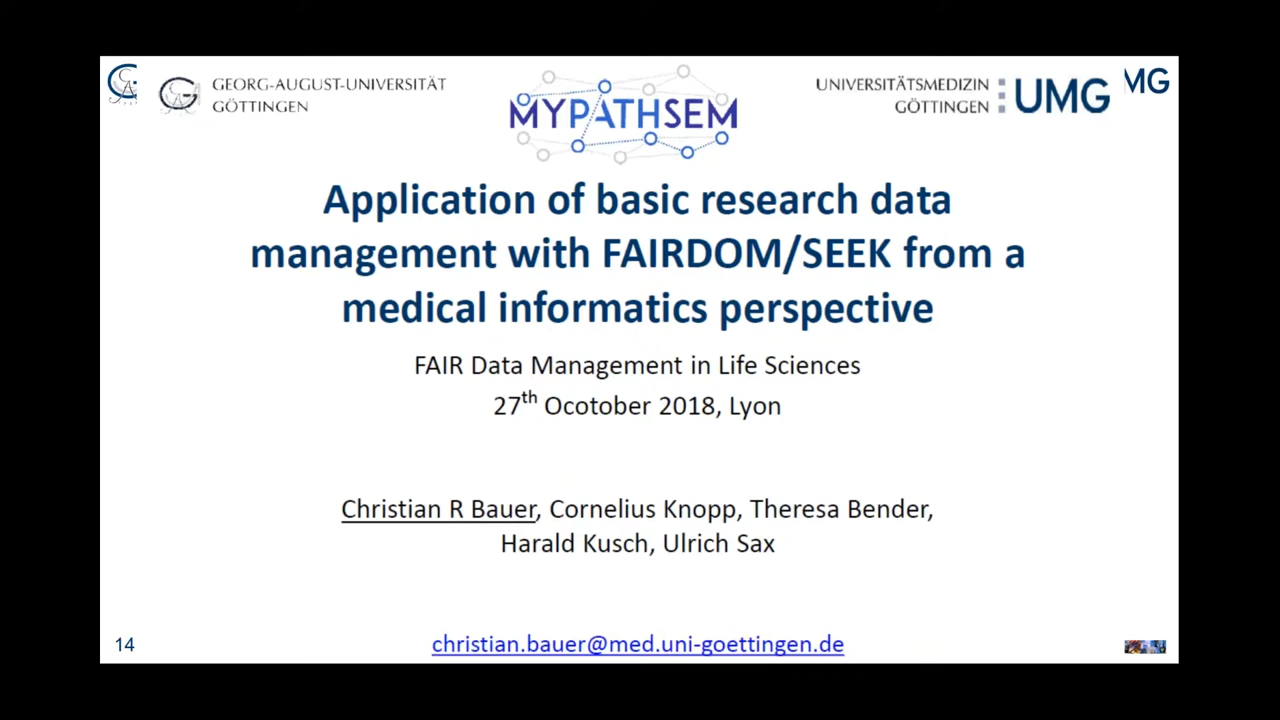 GEORG-AUGUST-UNIVERSITÄT
GÖTTINGEN
MYPATHSEM
UNIVERSITÄTSMEDIZIN
GÖTTINGEN
UMG
MG
Application of basic research data
management with FAIRDOM/SEEK from a
medical informatics perspective
FAIR Data Management in Life Sciences
27th Ocotober 2018, Lyon
Christian R Bauer, Cornelius Knopp, Theresa Bender,
Harald Kusch, Ulrich Sax
14
christian.bauer@med.uni-goettingen.de